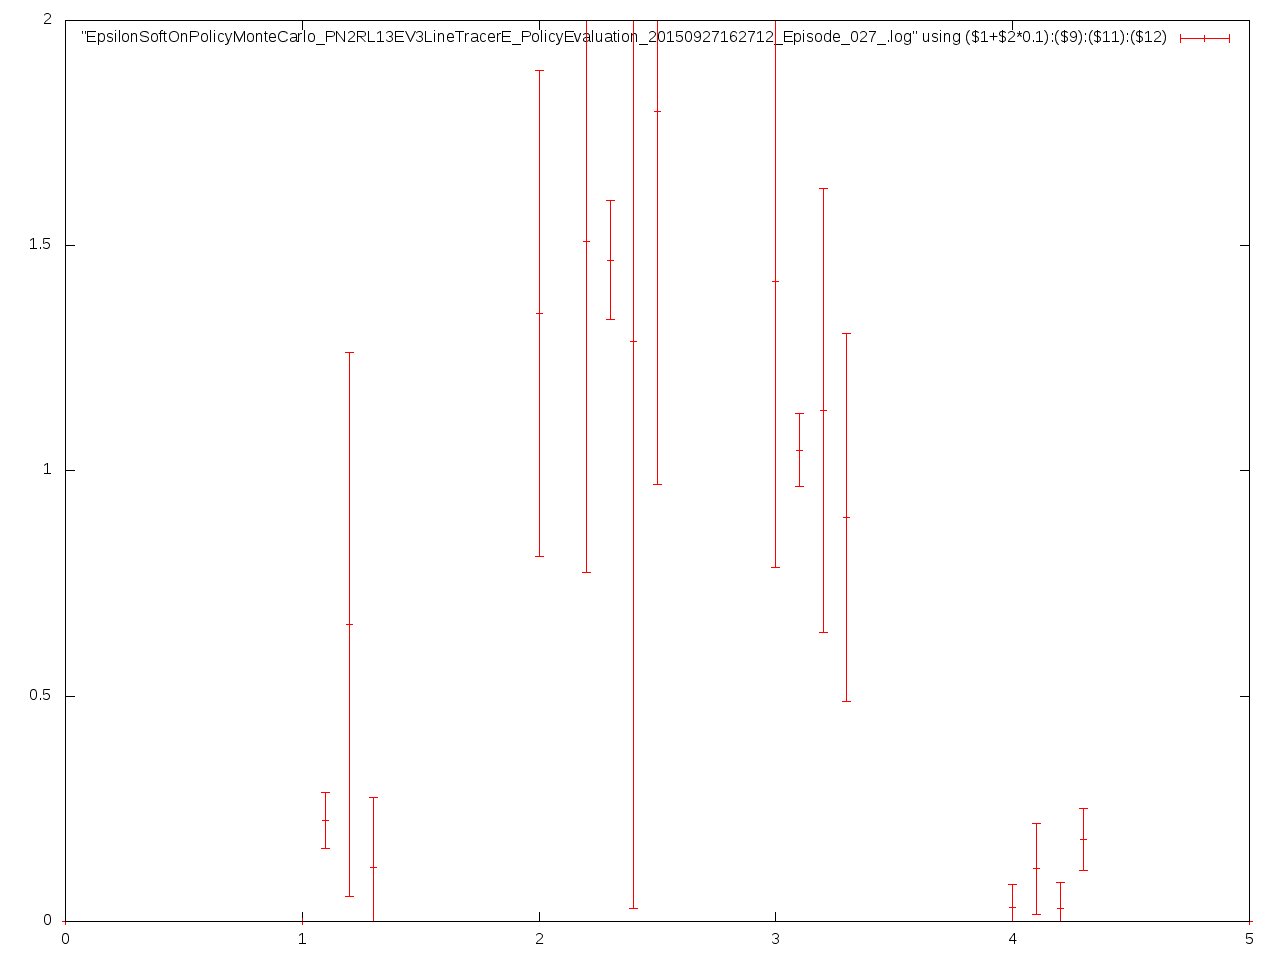 2
"EpsilonSoftOnPolicyMonteCarlo_PN2RL13EV3LineTracerE_PolicyEvaluation_20150927162712_Episode_027_.log" using ($1+$2*0.1):($9):($11):($12)
1.5
1
0.5
0
0 1 2 3 4 5